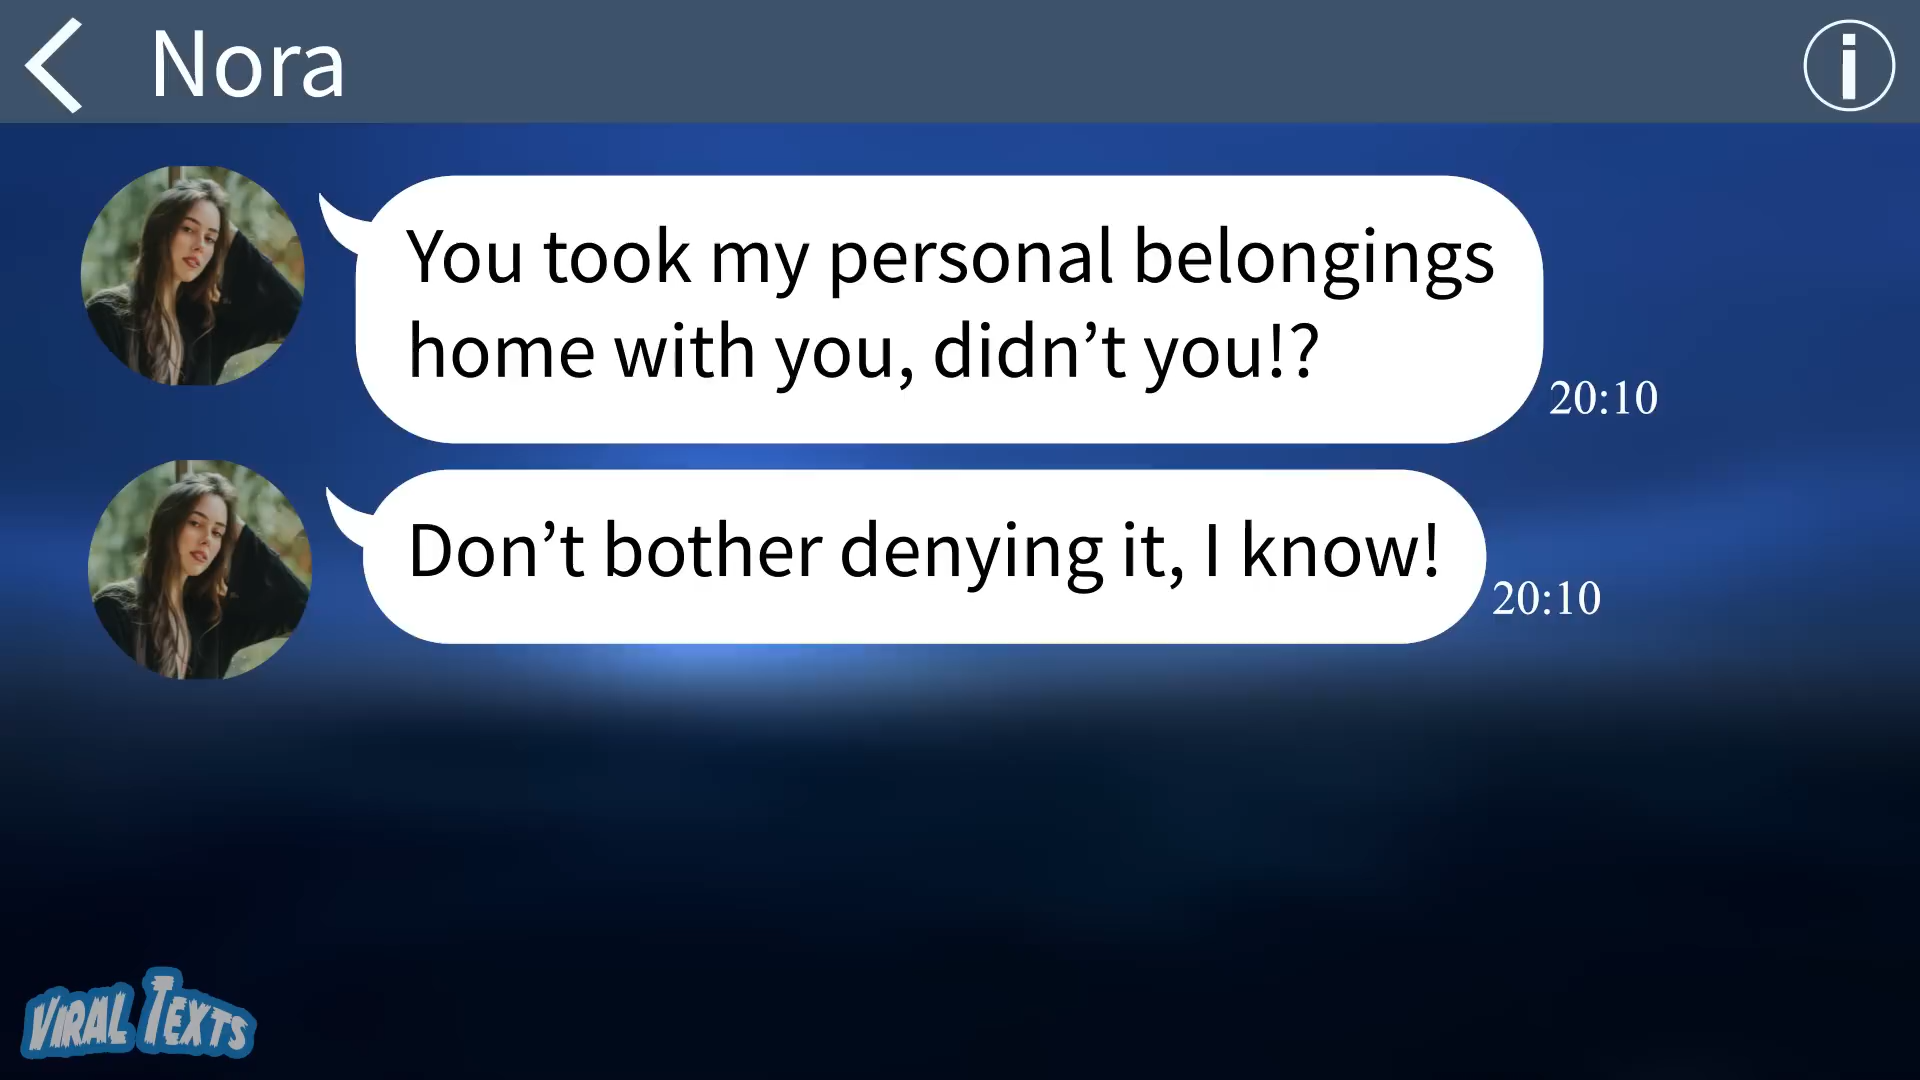 Nora
You took my personal belongings
home with you, didn’t you!?
20:10
Don’t bother denying it, I know!
20:10
VIRAL TEXTS